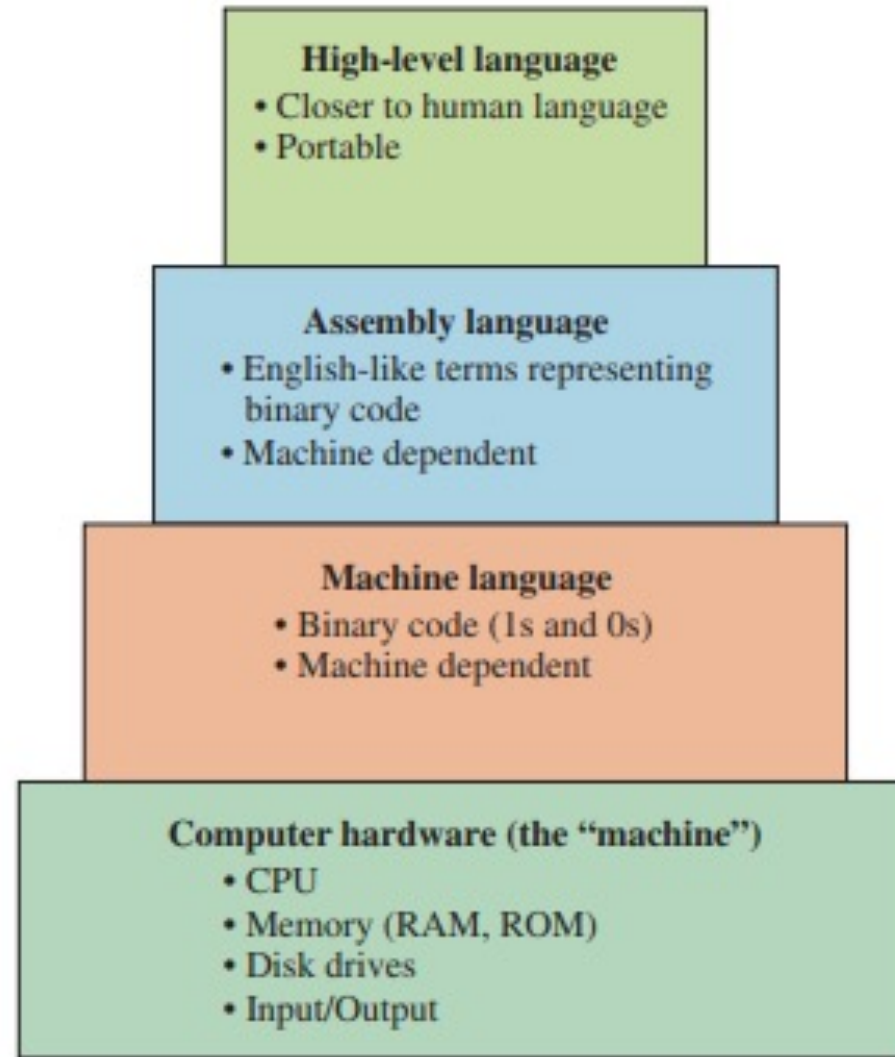 High-level language
• Closer to human language
• Portable
Assembly language
• English-like terms representing
binary code
• Machine dependent
Machine language
• Binary code (1s and 0s)
• Machine dependent
Computer hardware (the “machine”)
• CPU
• Memory (RAM, ROM)
• Disk drives
• Input/Output